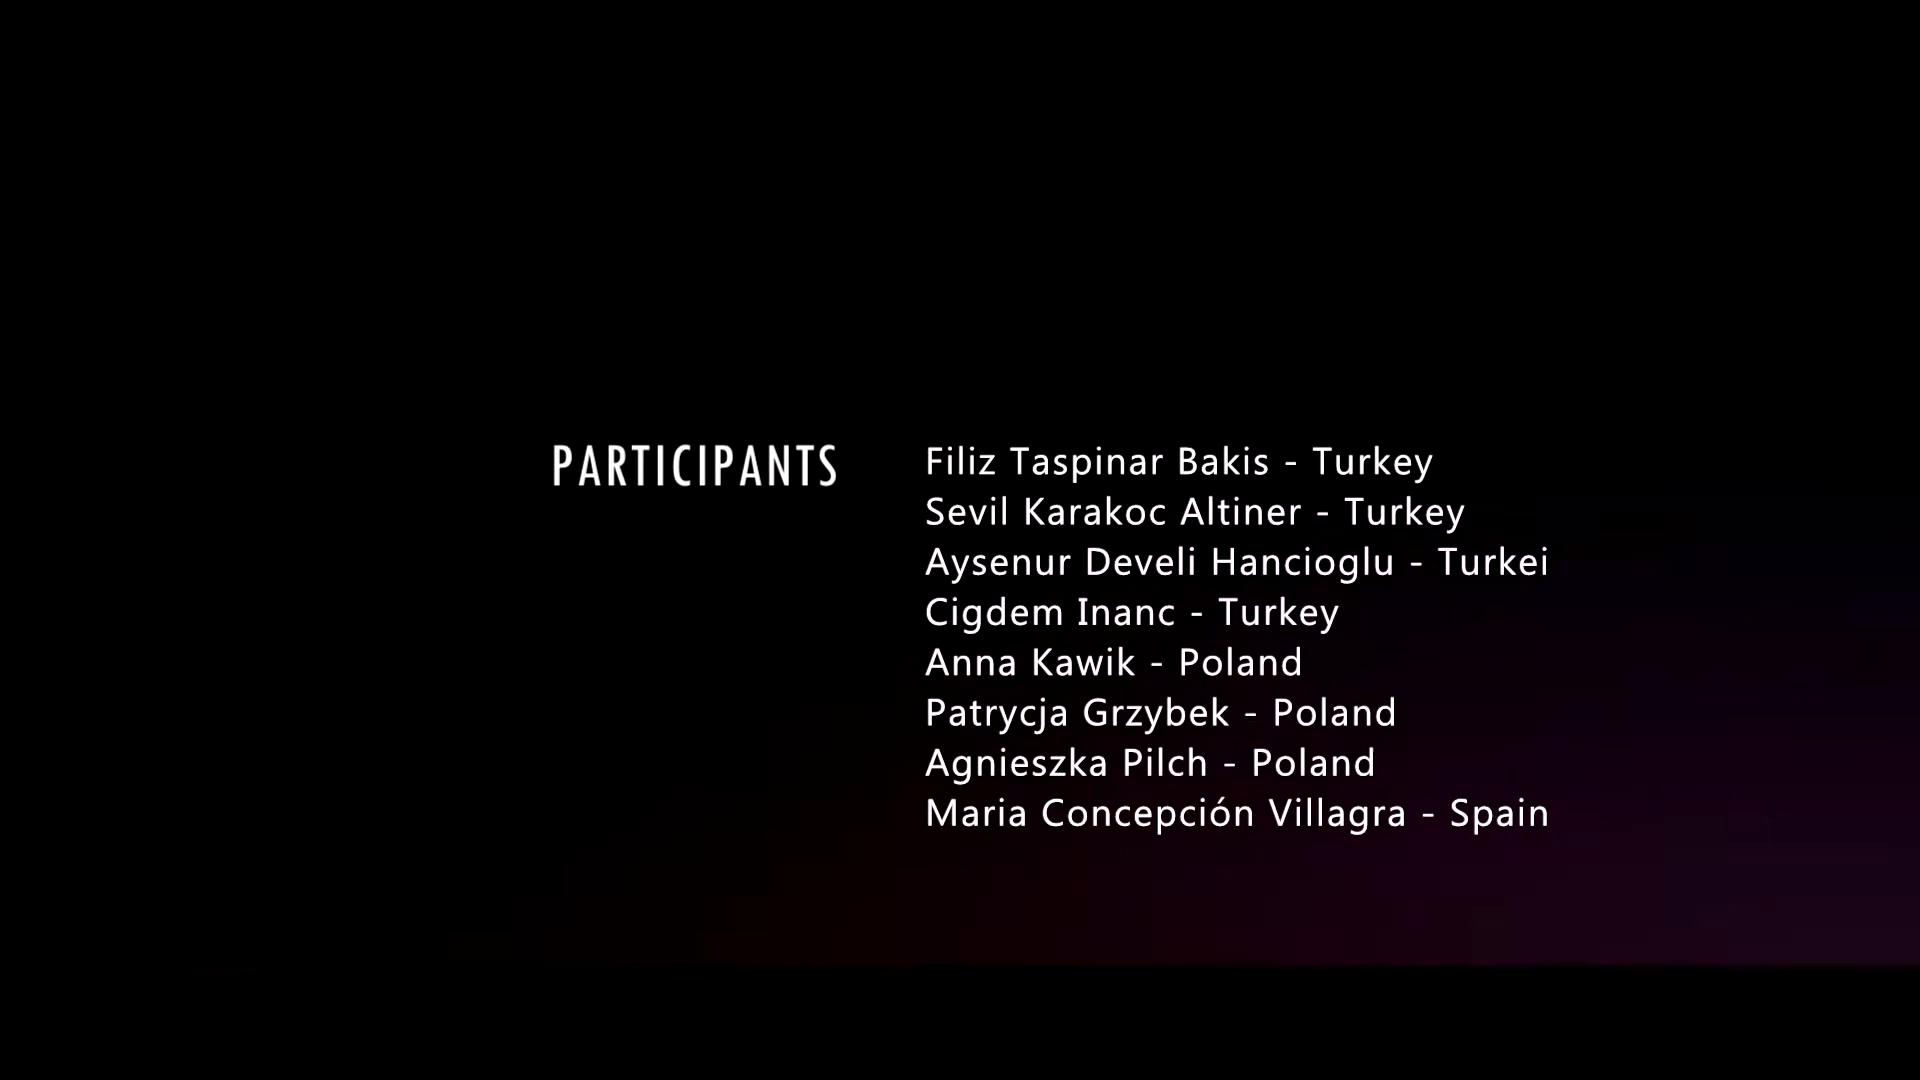 PARTICIPANTS
Filiz Taspinar Bakis - Turkey
Sevil Karakoc Altiner - Turkey
Aysenur Develi Hancioglu - Turkei
Cigdem Inanc - Turkey
Anna Kawik - Poland
Patrycja Grzybek - Poland
Agnieszka Pilch - Poland
Maria Concepción Villagra - Spain